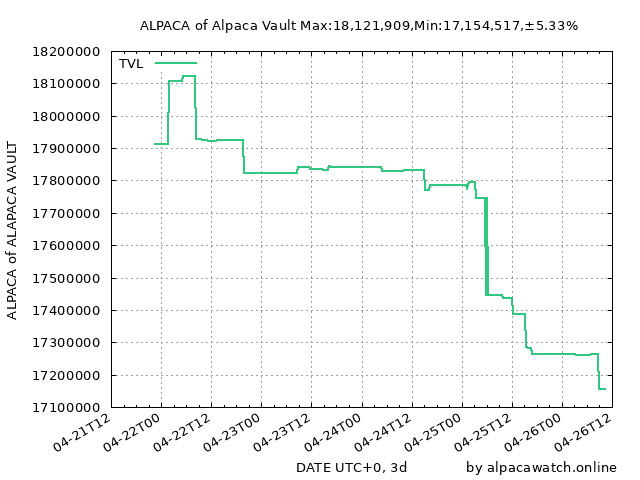 ALPACA of Alpaca Vault Max:18,121,909,Min:17,154,517,±5.33%
TVL
18200000
18100000
18000000
17900000
17800000
17700000
17600000
17500000
17400000
17300000
17200000
17100000
ALPACA of ALAPACA VAULT
04-21T12
04-22T00
04-22T12
04-23T00
04-23T12
04-24T00
04-24T12
04-25T00
04-25T12
04-26T00
04-26T12
DATE UTC+0, 3d
by alpacawatch.online